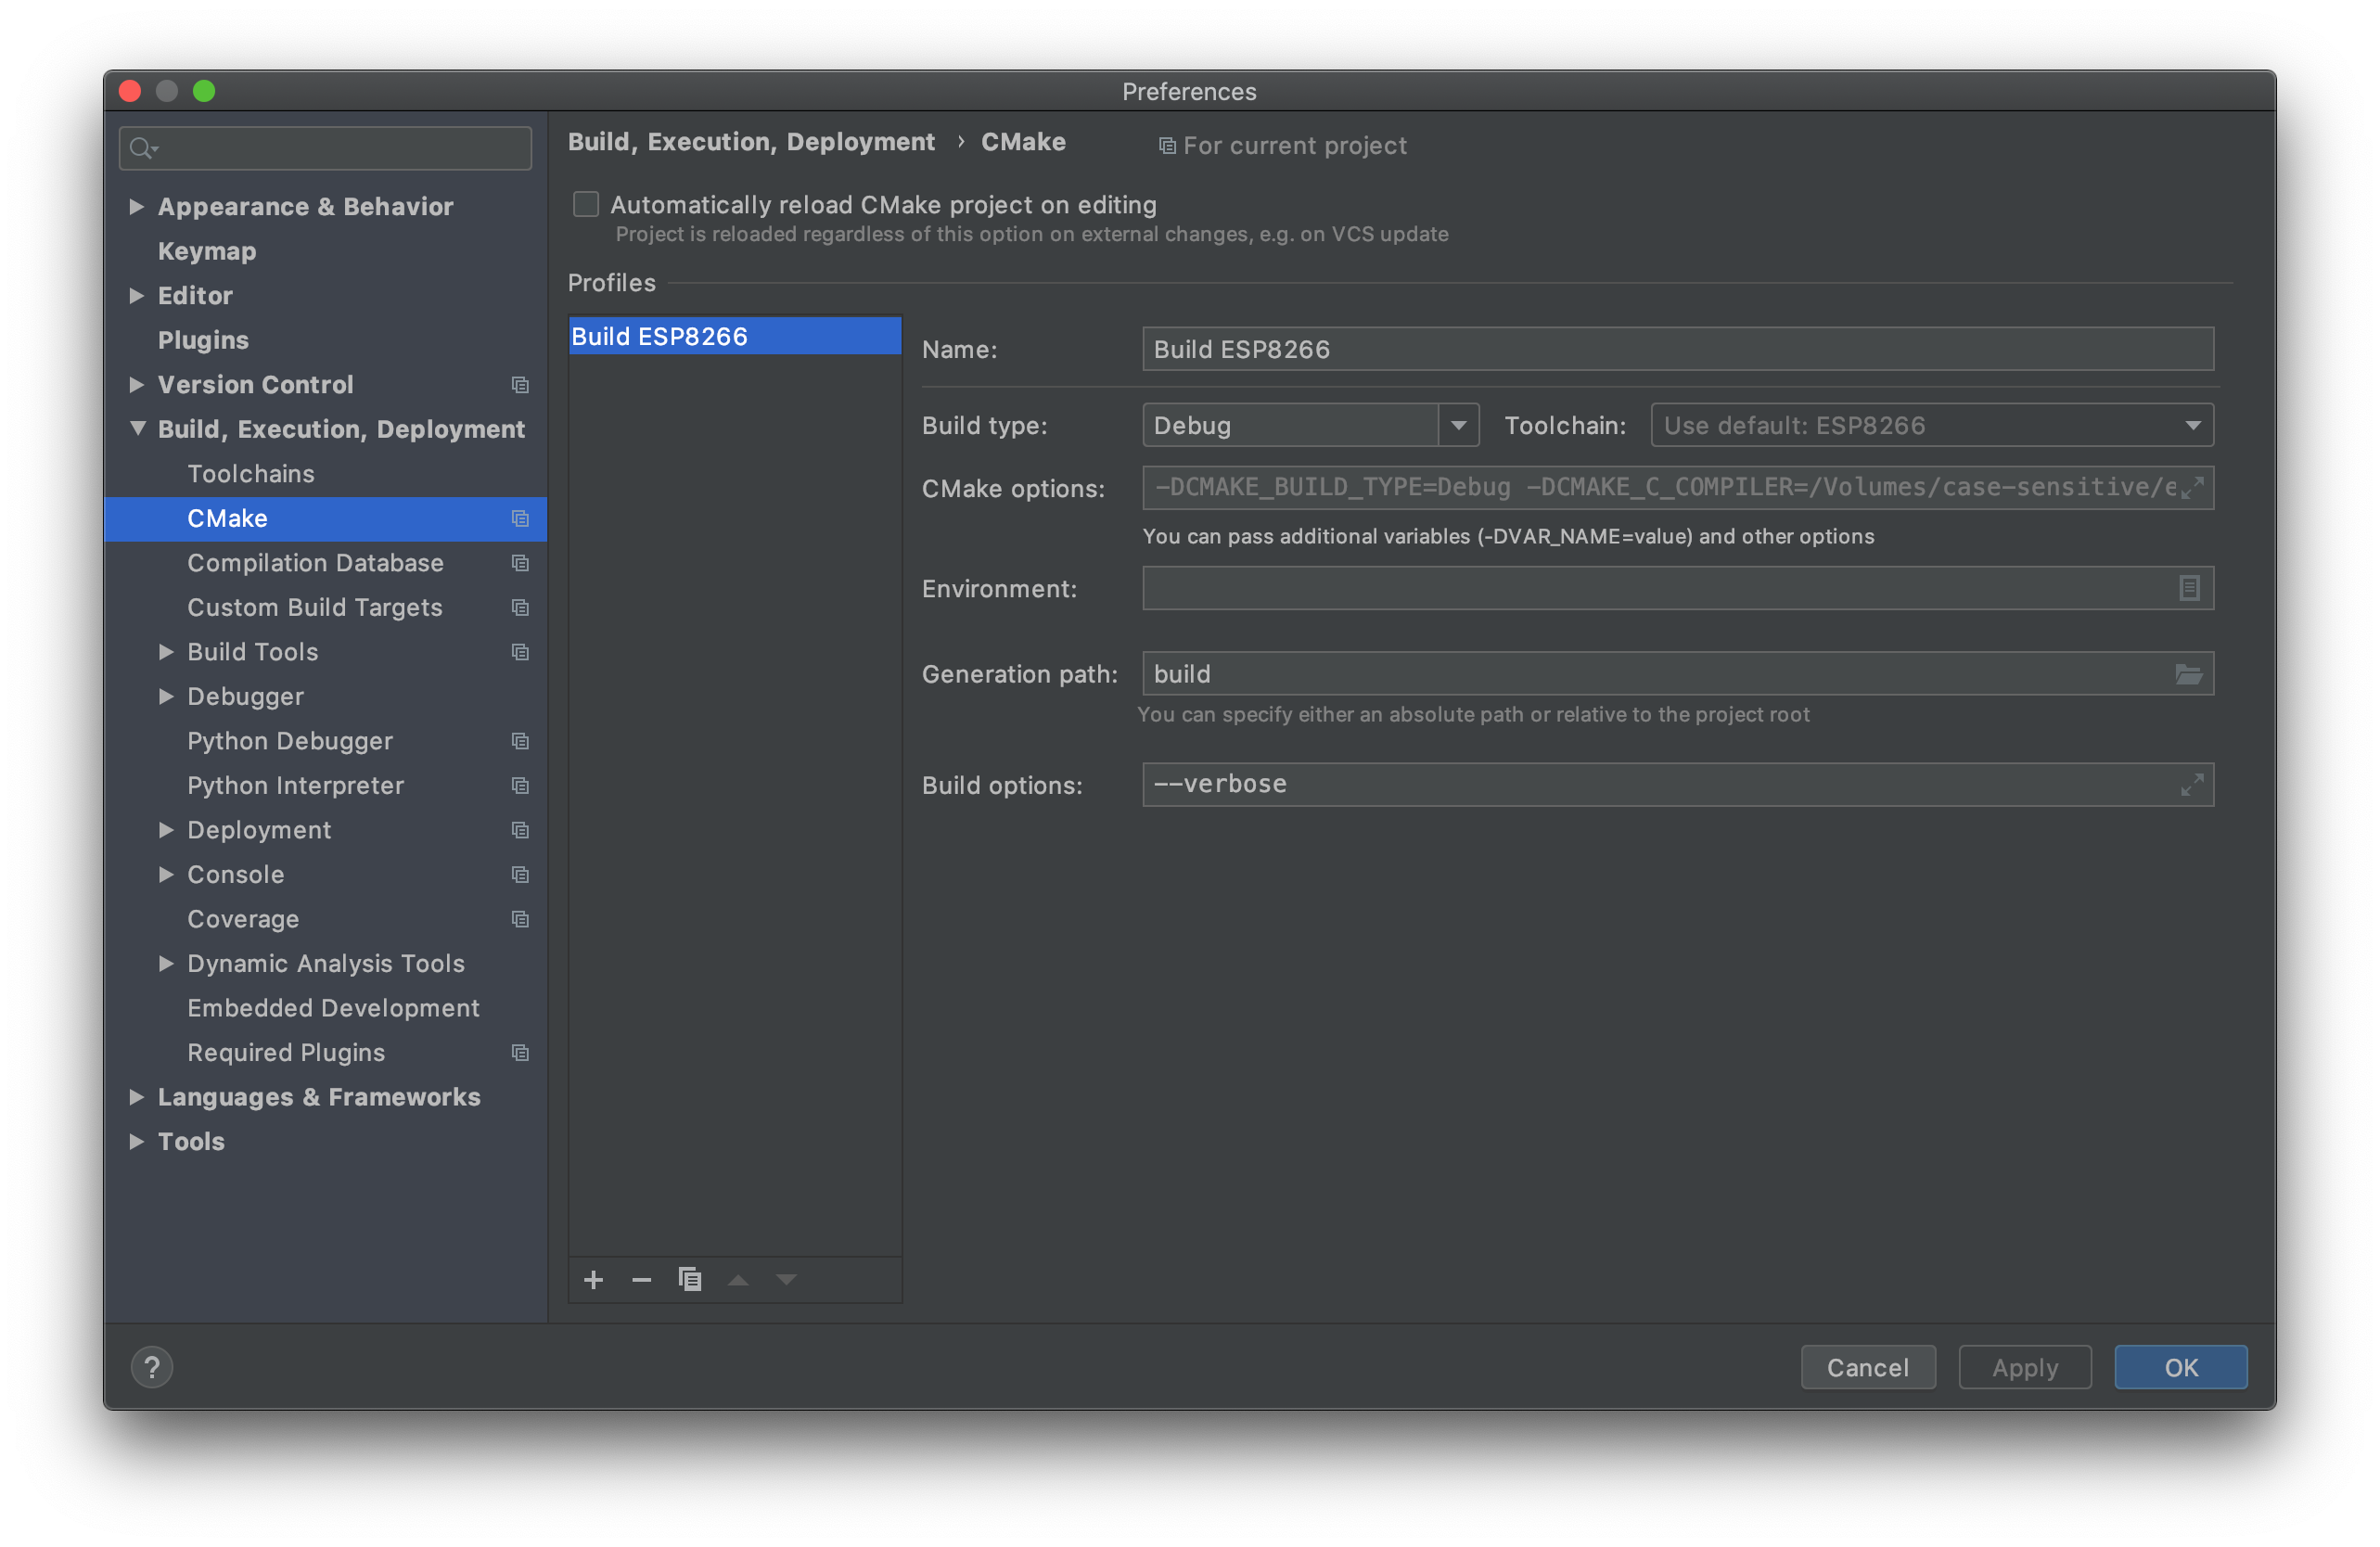 Preferences
Appearance & Behavior
Keymap
Editor
Plugins
Version Control
Build, Execution, Deployment
Toolchains
CMake
Compilation Database
Custom Build Targets
Build Tools
Debugger
Python Debugger
Python Interpreter
Deployment
Console
Coverage
Dynamic Analysis Tools
Embedded Development
Required Plugins
Languages & Frameworks
Tools
Build, Execution, Deployment › CMake For current project
Automatically reload CMake project on editing
Project is reloaded regardless of this option on external changes, e.g. on VCS update
Profiles
Build ESP8266
Name: Build ESP8266
Build type: Debug Toolchain: Use default: ESP8266
CMake options: -DCMAKE_BUILD_TYPE=Debug -DCMAKE_C_COMPILER=/Volumes/case-sensitive/e
You can pass additional variables (-DVAR_NAME=value) and other options
Environment:
Generation path: build
You can specify either an absolute path or relative to the project root
Build options: --verbose
? Cancel Apply OK